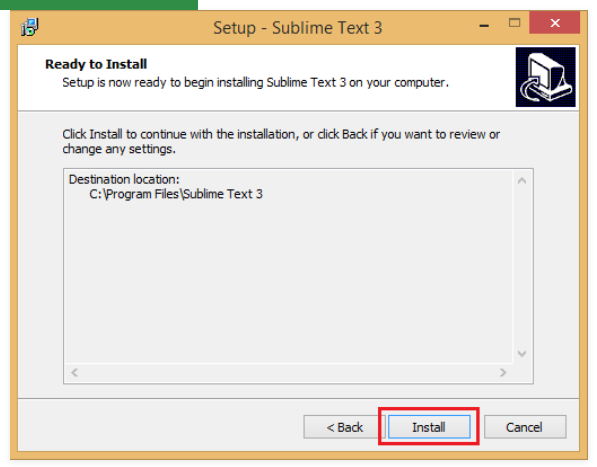 Setup - Sublime Text 3
Ready to Install
Setup is now ready to begin installing Sublime Text 3 on your computer.
Click Install to continue with the installation, or click Back if you want to review or
change any settings.
Destination location:
C:\Program Files\Sublime Text 3
< Back
Install
Cancel